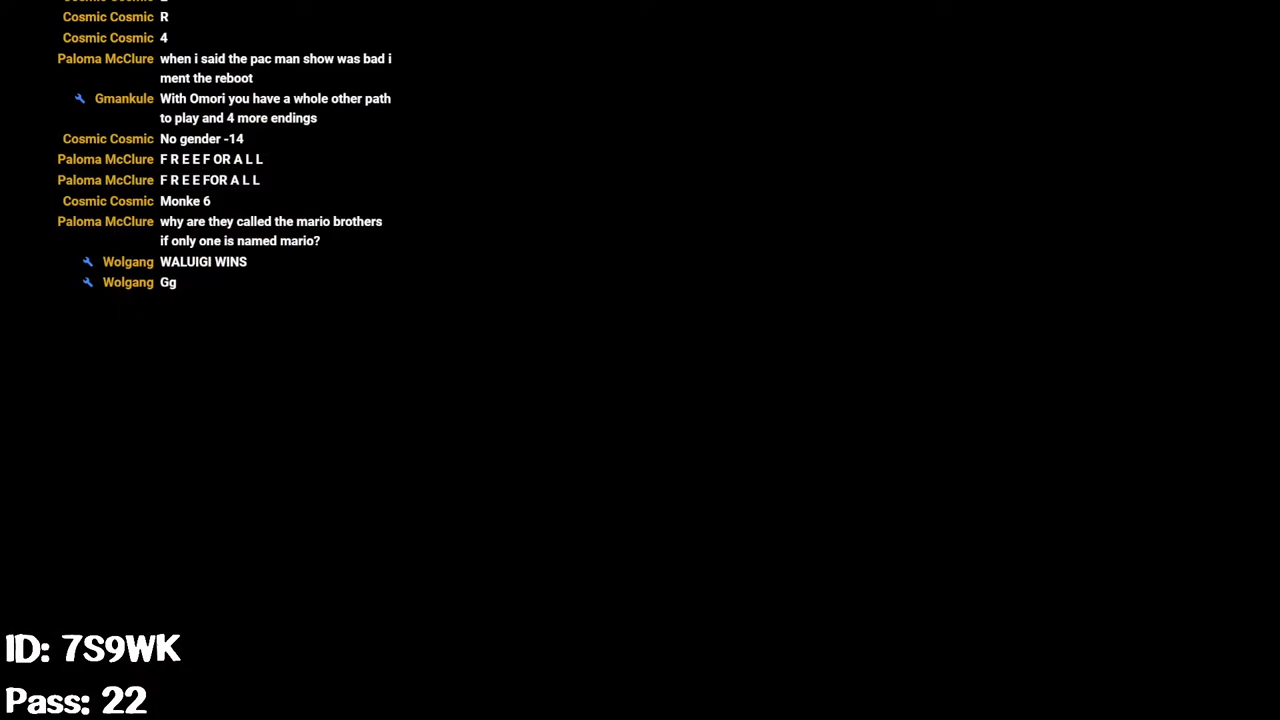 Cosmic Cosmic
Cosmic Cosmic R
Cosmic Cosmic 4
Paloma McClure when i said the pac man show was bad i
ment the reboot
Gmankule With Omori you have a whole other path
to play and 4 more endings
Cosmic Cosmic No gender -14
Paloma McClure F R E E F OR A L L
Paloma McClure F R E E FOR A L L
Cosmic Cosmic Monke 6
Paloma McClure why are they called the mario brothers
if only one is named mario?
Wolgang WALUIGI WINS
Wolgang Gg
ID: 7S9WK
Pass: 22